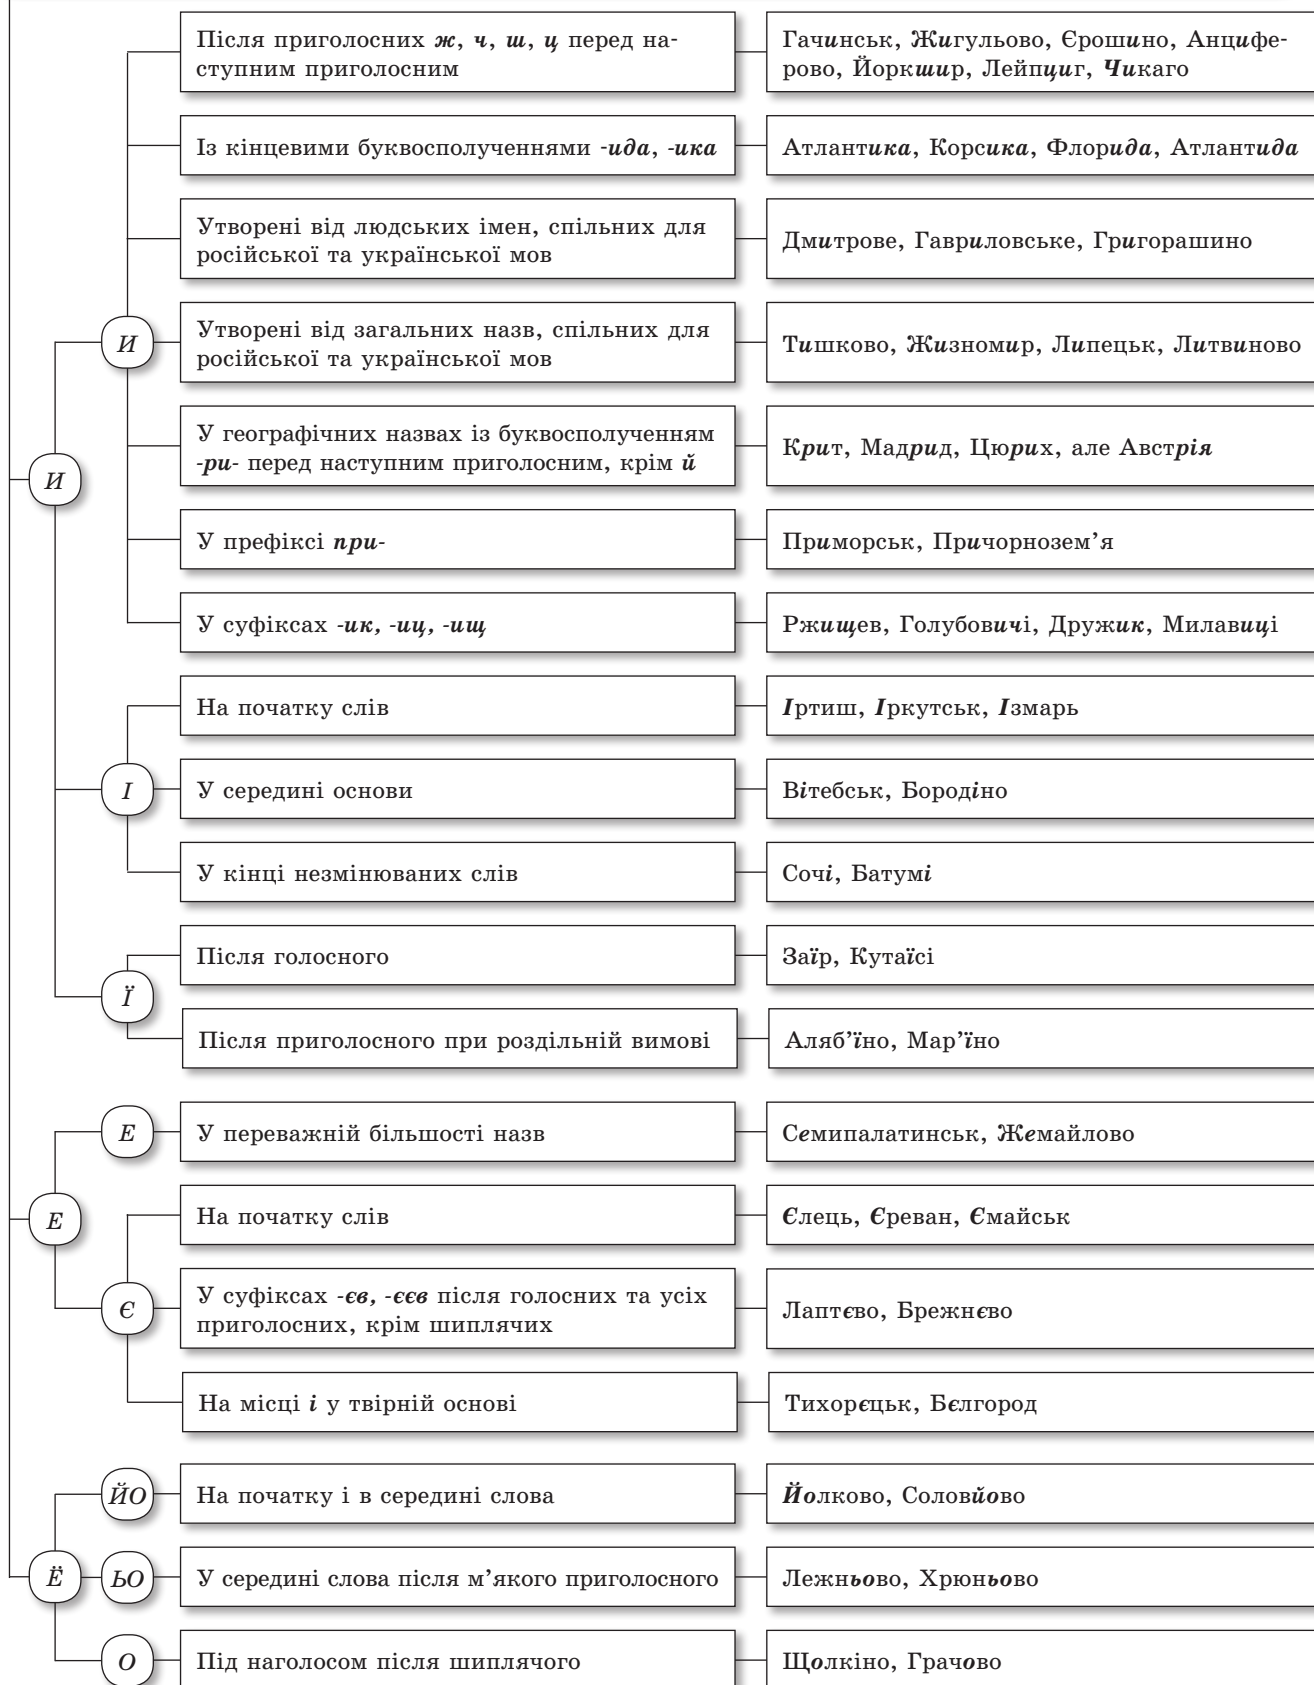 И
И
Після приголосних ж, ч, ш, ц перед на-
ступним приголосним
Гачинськ, Жигульово, Єрошино, Анцифе-
рово, Йоркшир, Лейпциг, Чикаго
Із кінцевими буквосполученнями -ида, -ика
Атлантика, Корсика, Флорида, Атлантида
Утворені від людських імен, спільних для
російської та української мов
Дмитрове, Гавриловське, Григорашино
Утворені від загальних назв, спільних для
російської та української мов
Тишково, Жизномир, Липецьк, Литвиново
У географічних назвах із буквосполученням
-ри- перед наступним приголосним, крім й
Крит, Мадрид, Цюрих, але Австрія
У префіксі при-
Приморськ, Причорнозем’я
У суфіксах -ик, -иц, -ищ
Ржищев, Голубовичі, Дружик, Милавиці
І
На початку слів
Іртиш, Іркутськ, Ізмарь
У середині основи
Вітебськ, Бородіно
У кінці незмінюваних слів
Сочі, Батумі
Ї
Після голосного
Заїр, Кутаїсі
Після приголосного при роздільній вимові
Аляб’їно, Мар’їно
Е
Е
У переважній більшості назв
Семипалатинськ, Жемайлово
Є
На початку слів
Єлець, Єреван, Ємайськ
У суфіксах -єв, -еєв після голосних та усіх
приголосних, крім шиплячих
Лаптєво, Брежнєво
На місці і у твірній основі
Тихорєцьк, Бєлгород
Ё
ЙО
На початку і в середині слова
Йолково, Соловйово
ЬО
У середині слова після м’якого приголосного
Лежньово, Хрюньово
О
Під наголосом після шиплячого
Щолкіно, Грачово